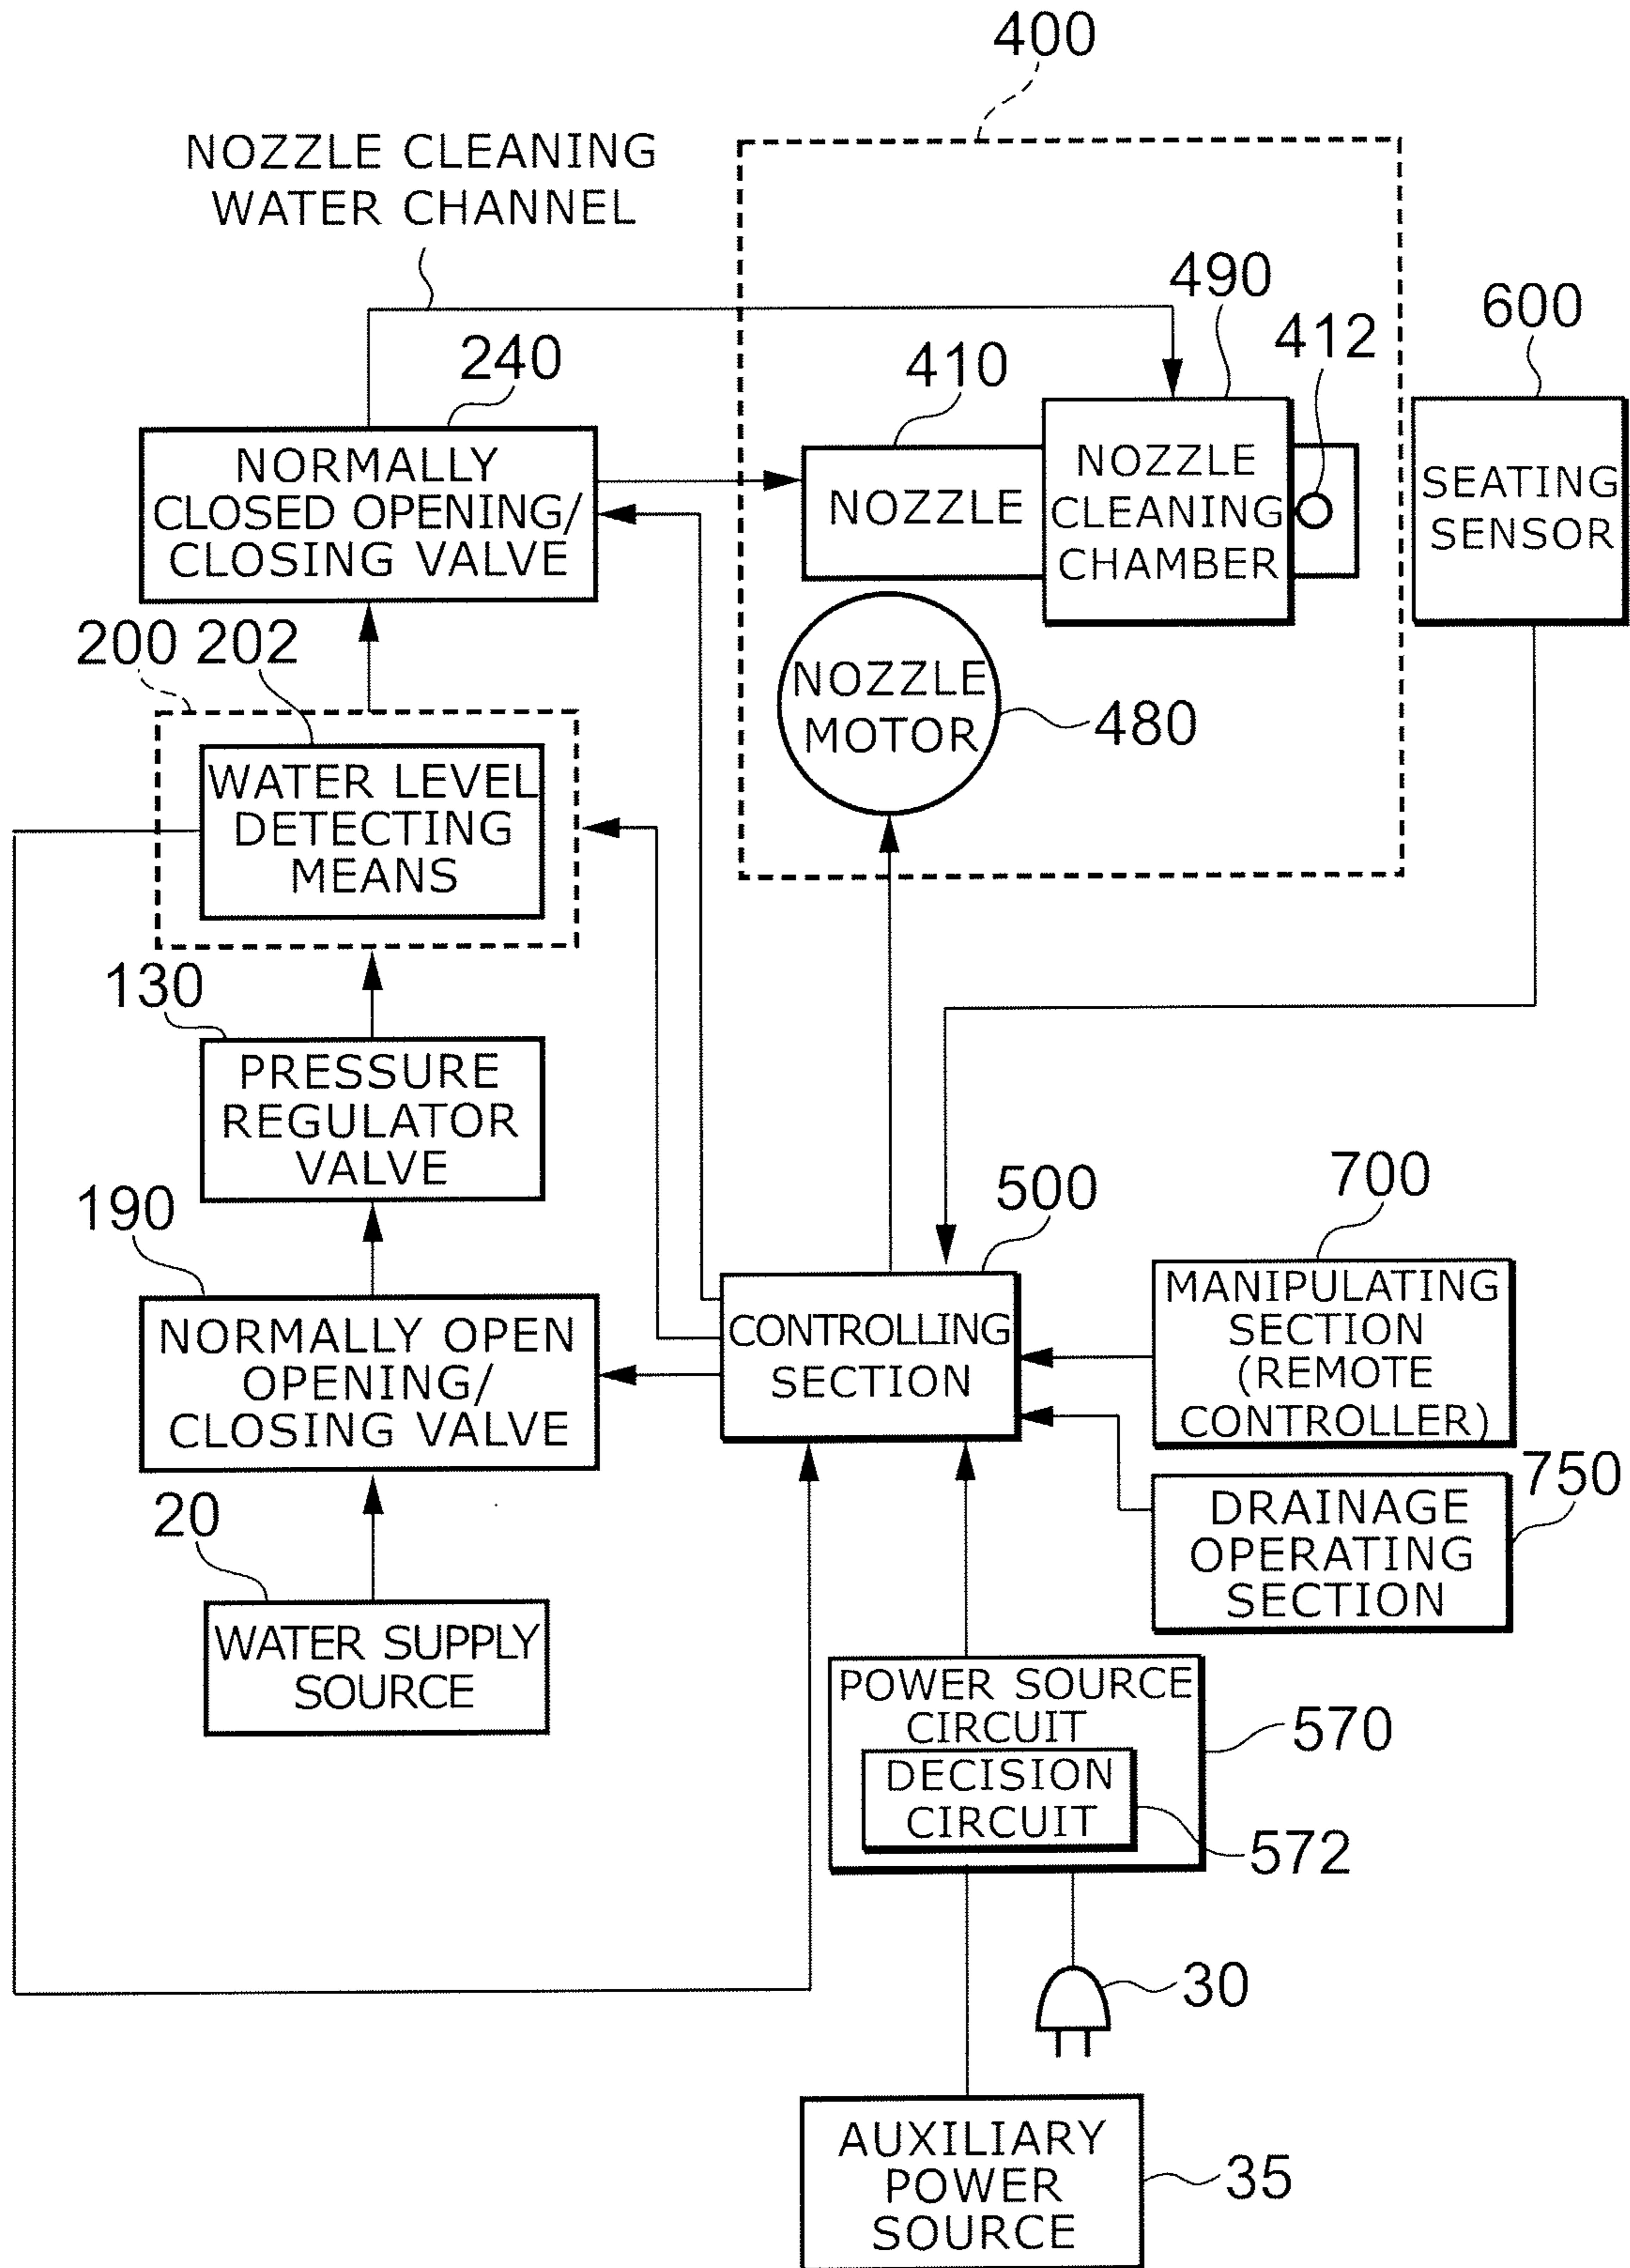 400
NOZZLE CLEANING
WATER CHANNEL
490
600
412
240
410
NORMALLY
CLOSED OPENING/
CLOSING VALVE
NOZZLE
NOZZLE
CLEANING
CHAMBER
SEATING
SENSOR
200
202
NOZZLE
MOTOR
480
WATER LEVEL
DETECTING
MEANS
130
PRESSURE
REGULATOR
VALVE
190
500
700
NORMALLY OPEN
OPENING/
CLOSING VALVE
CONTROLLING
SECTION
MANIPULATING
SECTION
(REMOTE
CONTROLLER)
750
20
DRAINAGE
OPERATING
SECTION
WATER SUPPLY
SOURCE
POWER SOURCE
CIRCUIT
570
DECISION
CIRCUIT
572
30
AUXILIARY
POWER
SOURCE
35